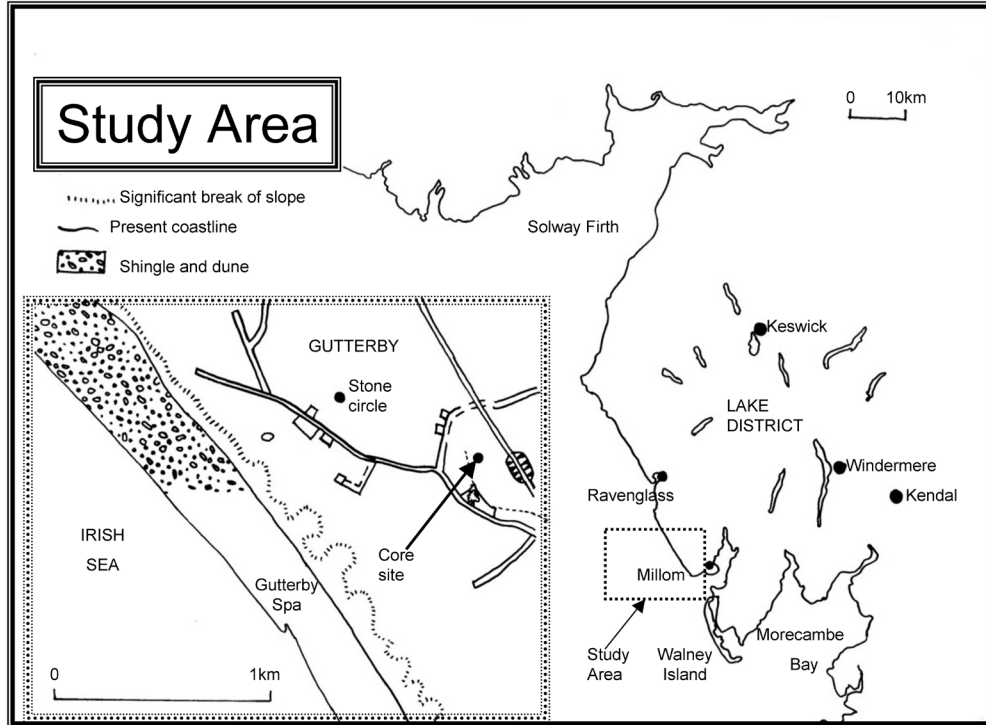 Study Area
Significant break of slope
Present coastline
Shingle and dune
0 10km
Solway Firth
Keswick
LAKE
DISTRICT
Windermere
Kendal
Ravenglass
Millom
Study
Area
Walney
Island
Morecambe
Bay
GUTTERBY
Stone
circle
IRISH
SEA
Core
site
Gutterby
Spa
0 1km